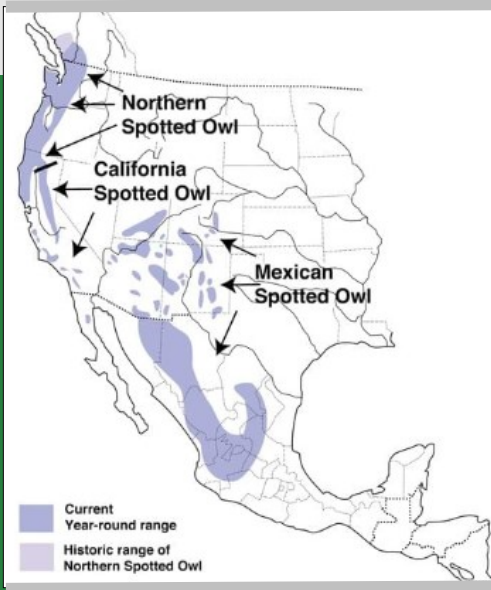 Northern
Spotted Owl
California
Spotted Owl
Mexican
Spotted Owl
Current
Year-round range
Historic range of
Northern Spotted Owl